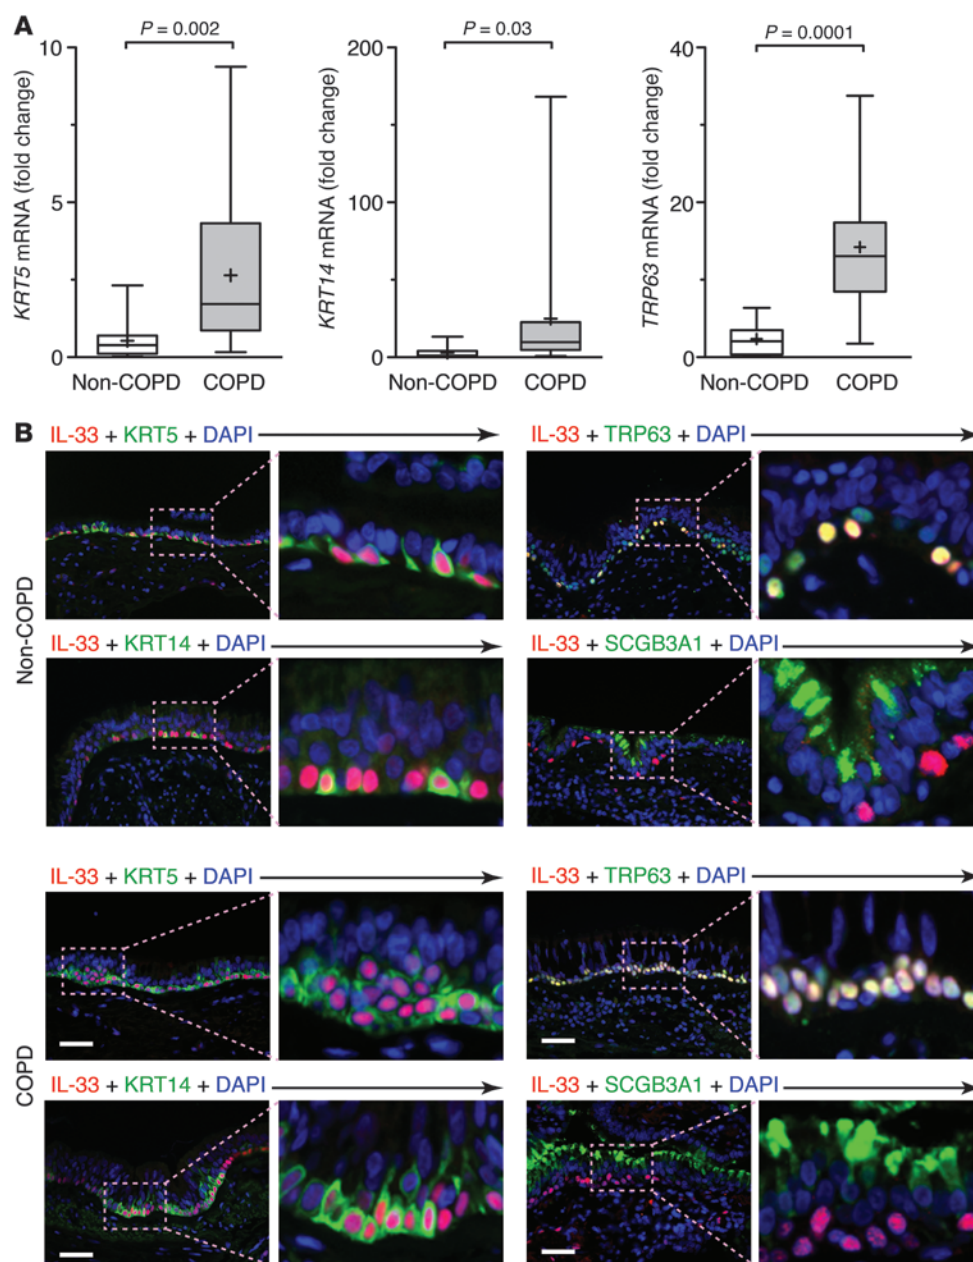 A
P = 0.002
KRT5 mRNA (fold change)
10
5
0
Non-COPD
COPD
P = 0.03
KRT14 mRNA (fold change)
200
100
0
Non-COPD
COPD
P = 0.0001
TRP63 mRNA (fold change)
40
20
0
Non-COPD
COPD
B
Non-COPD
IL-33 + KRT5 + DAPI
IL-33 + TRP63 + DAPI
IL-33 + KRT14 + DAPI
IL-33 + SCGB3A1 + DAPI
COPD
IL-33 + KRT5 + DAPI
IL-33 + TRP63 + DAPI
IL-33 + KRT14 + DAPI
IL-33 + SCGB3A1 + DAPI